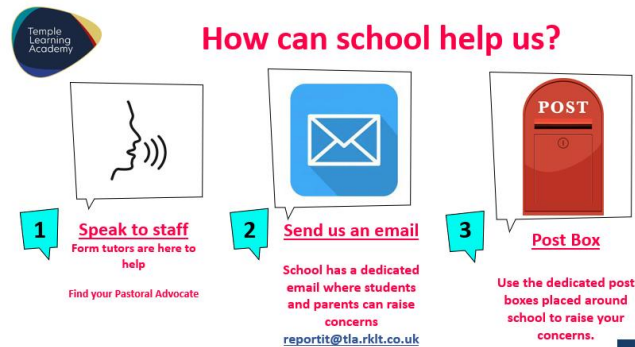 Temple
Learning
Academy
How can school help us?
POST
1
Speak to staff
Form tutors are here to
help
Find your Pastoral Advocate
2
Send us an email
School has a dedicated
email where students
and parents can raise
concerns
reportit@tla.rklt.co.uk
3
Post Box
Use the dedicated post
boxes placed around
school to raise your
concerns.